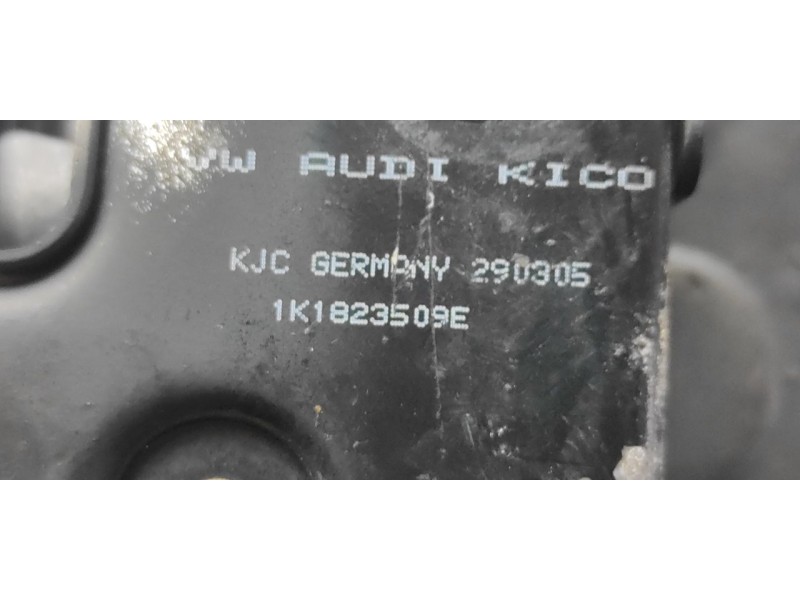 VW AUDI KICO
KJC GERMANY 290305
1K1823509E